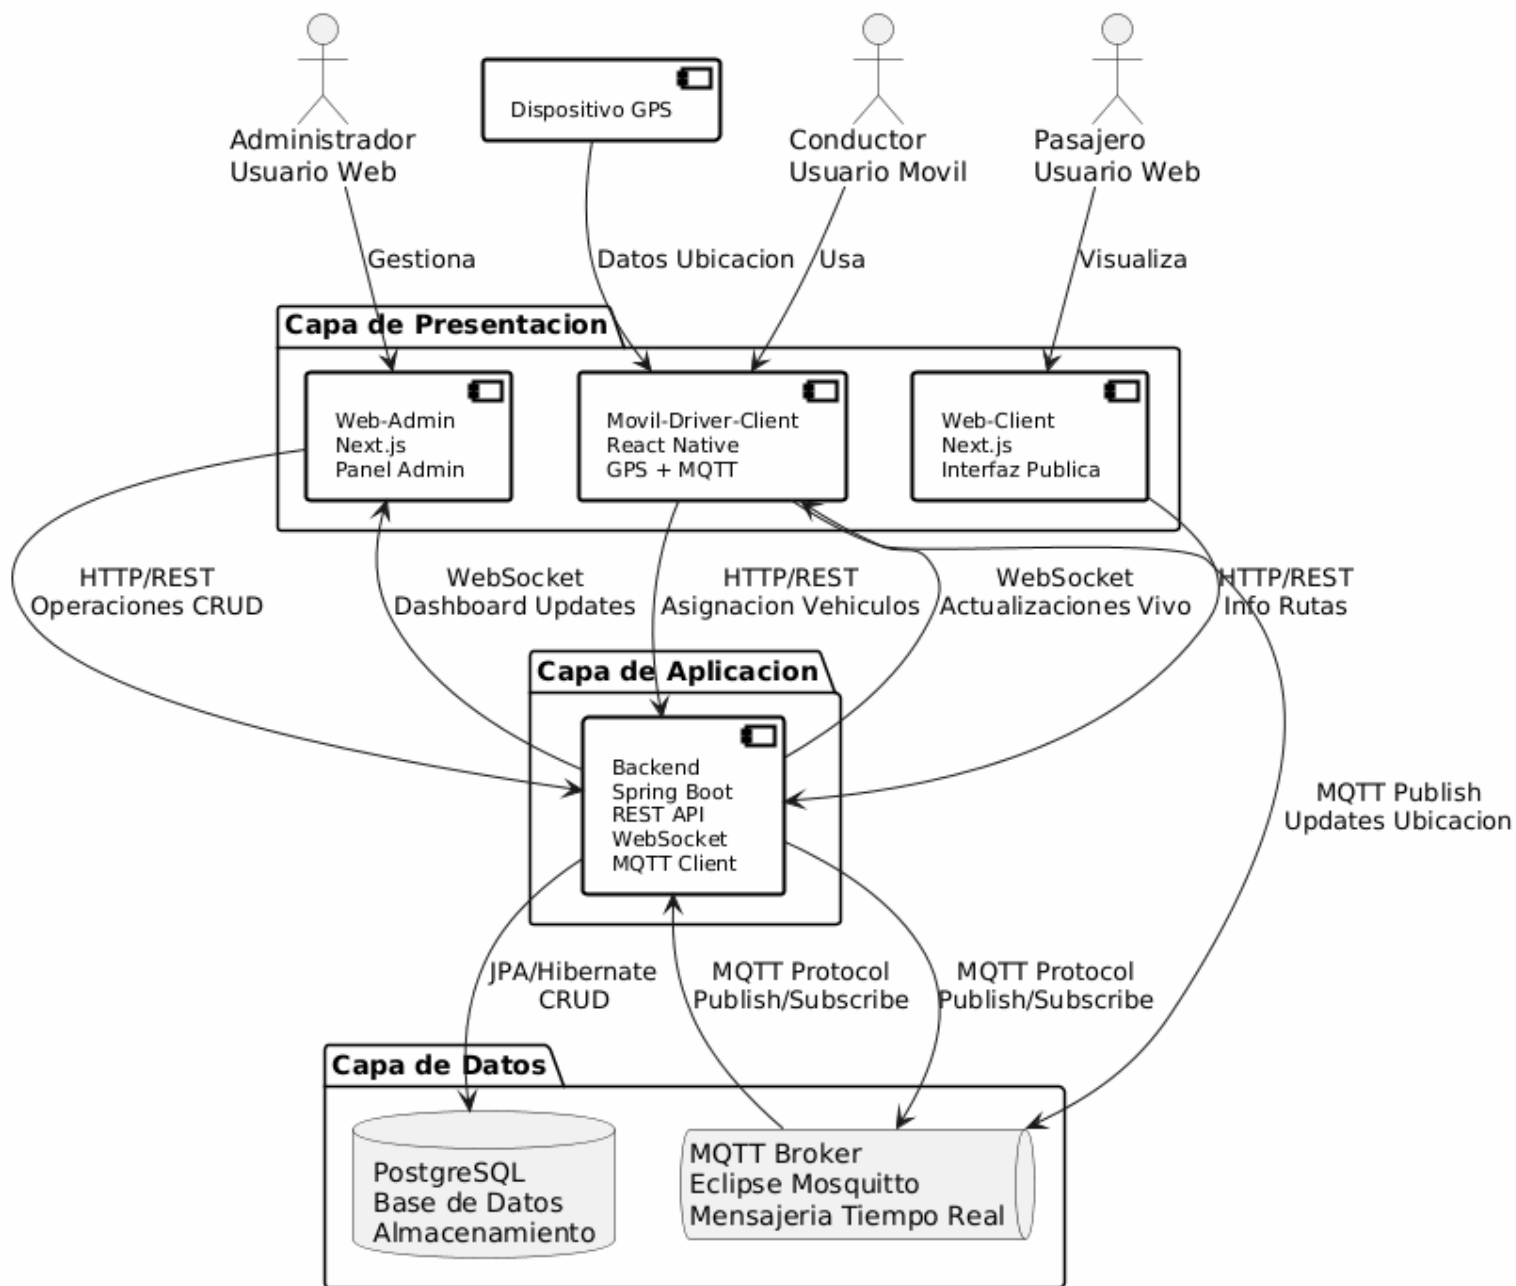 Administrador
Usuario Web
Dispositivo GPS
Conductor
Usuario Movil
Pasajero
Usuario Web
Gestiona
Datos Ubicacion
Usa
Visualiza
Capa de Presentacion
Web-Admin
Next.js
Panel Admin
Movil-Driver-Client
React Native
GPS + MQTT
Web-Client
Next.js
Interfaz Publica
HTTP/REST
Operaciones CRUD
WebSocket
Dashboard Updates
HTTP/REST
Asignacion Vehiculos
WebSocket
Actualizaciones Vivo
HTTP/REST
Info Rutas
Capa de Aplicacion
Backend
Spring Boot
REST API
WebSocket
MQTT Client
MQTT Publish
Updates Ubicacion
JPA/Hibernate
CRUD
MQTT Protocol
Publish/Subscribe
MQTT Protocol
Publish/Subscribe
Capa de Datos
PostgreSQL
Base de Datos
Almacenamiento
MQTT Broker
Eclipse Mosquitto
Mensajeria Tiempo Real